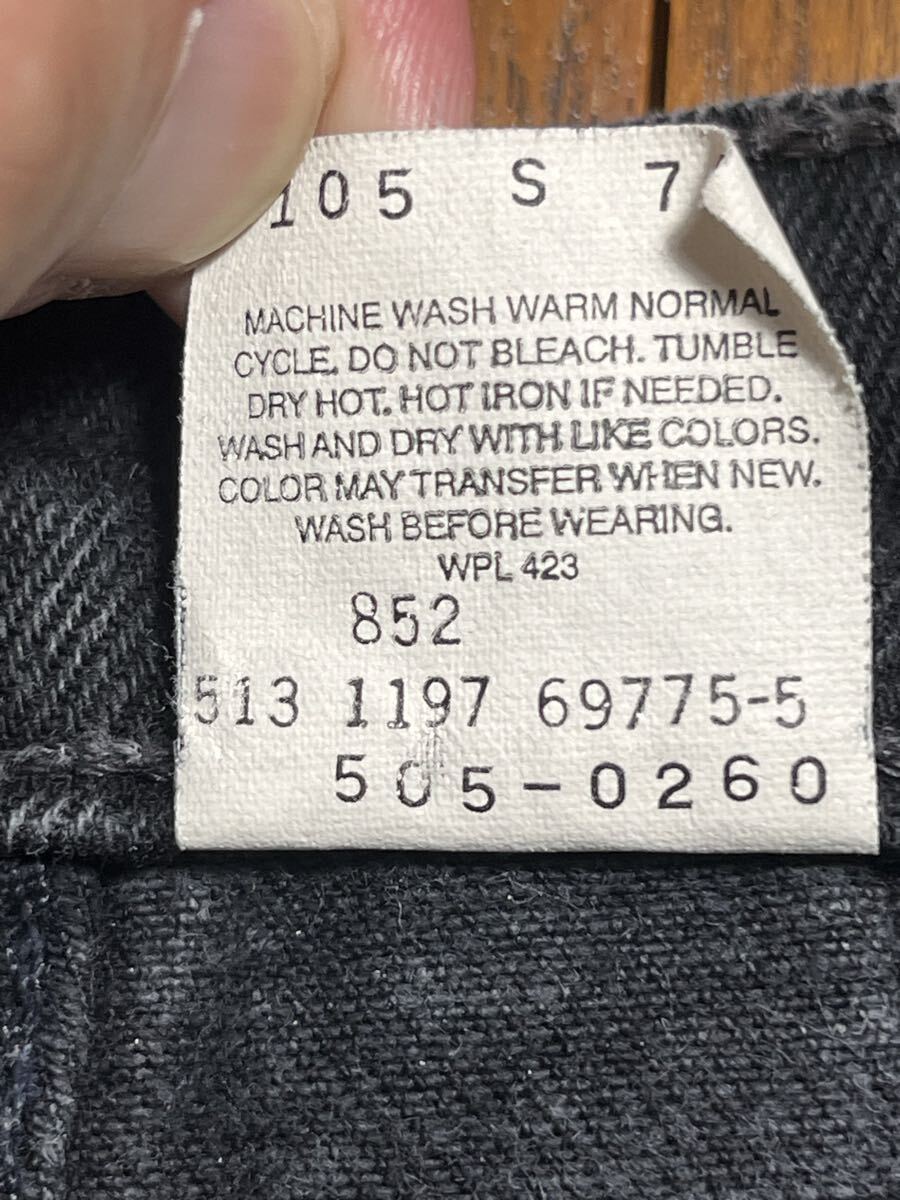 105 S 7
MACHINE WASH WARM NORMAL
CYCLE. DO NOT BLEACH. TUMBLE
DRY HOT. HOT IRON IF NEEDED.
WASH AND DRY WITH LIKE COLORS.
COLOR MAY TRANSFER WHEN NEW.
WASH BEFORE WEARING.
WPL 423
852
513 1197 69775-5
505-0260